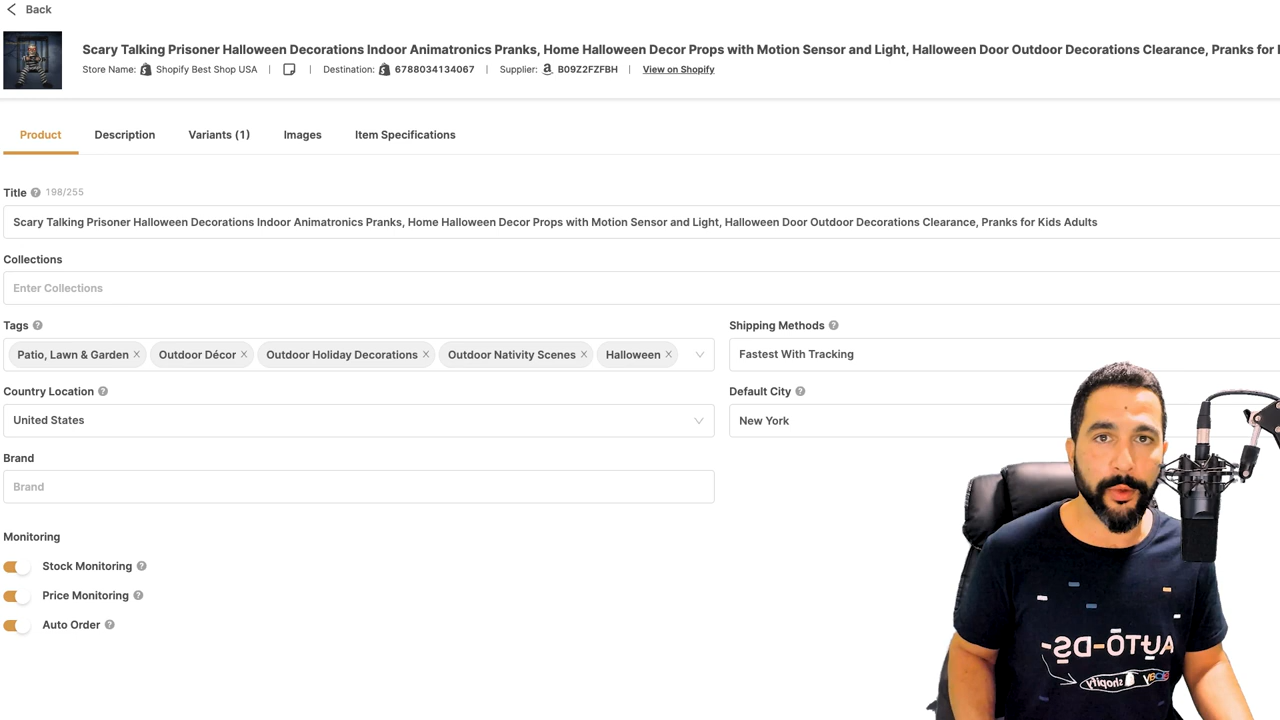 Back
Scary Talking Prisoner Halloween Decorations Indoor Animatronics Pranks, Home Halloween Decor Props with Motion Sensor and Light, Halloween Door Outdoor Decorations Clearance, Pranks for
Store Name: Shopify Best Shop USA | | Destination: 6788034134067 | Supplier: B09Z2FZFBH | View on Shopify
Product Description Variants (1) Images Item Specifications
Title 198/255
Scary Talking Prisoner Halloween Decorations Indoor Animatronics Pranks, Home Halloween Decor Props with Motion Sensor and Light, Halloween Door Outdoor Decorations Clearance, Pranks for Kids Adults
Collections
Enter Collections
Tags Shipping Methods
Patio, Lawn & Garden Outdoor Décor Outdoor Holiday Decorations Outdoor Nativity Scenes Halloween Fastest With Tracking
Country Location Default City
United States New York
Brand
Brand
Monitoring
Stock Monitoring
Price Monitoring
Auto Order
AUTO-DS-
shopify